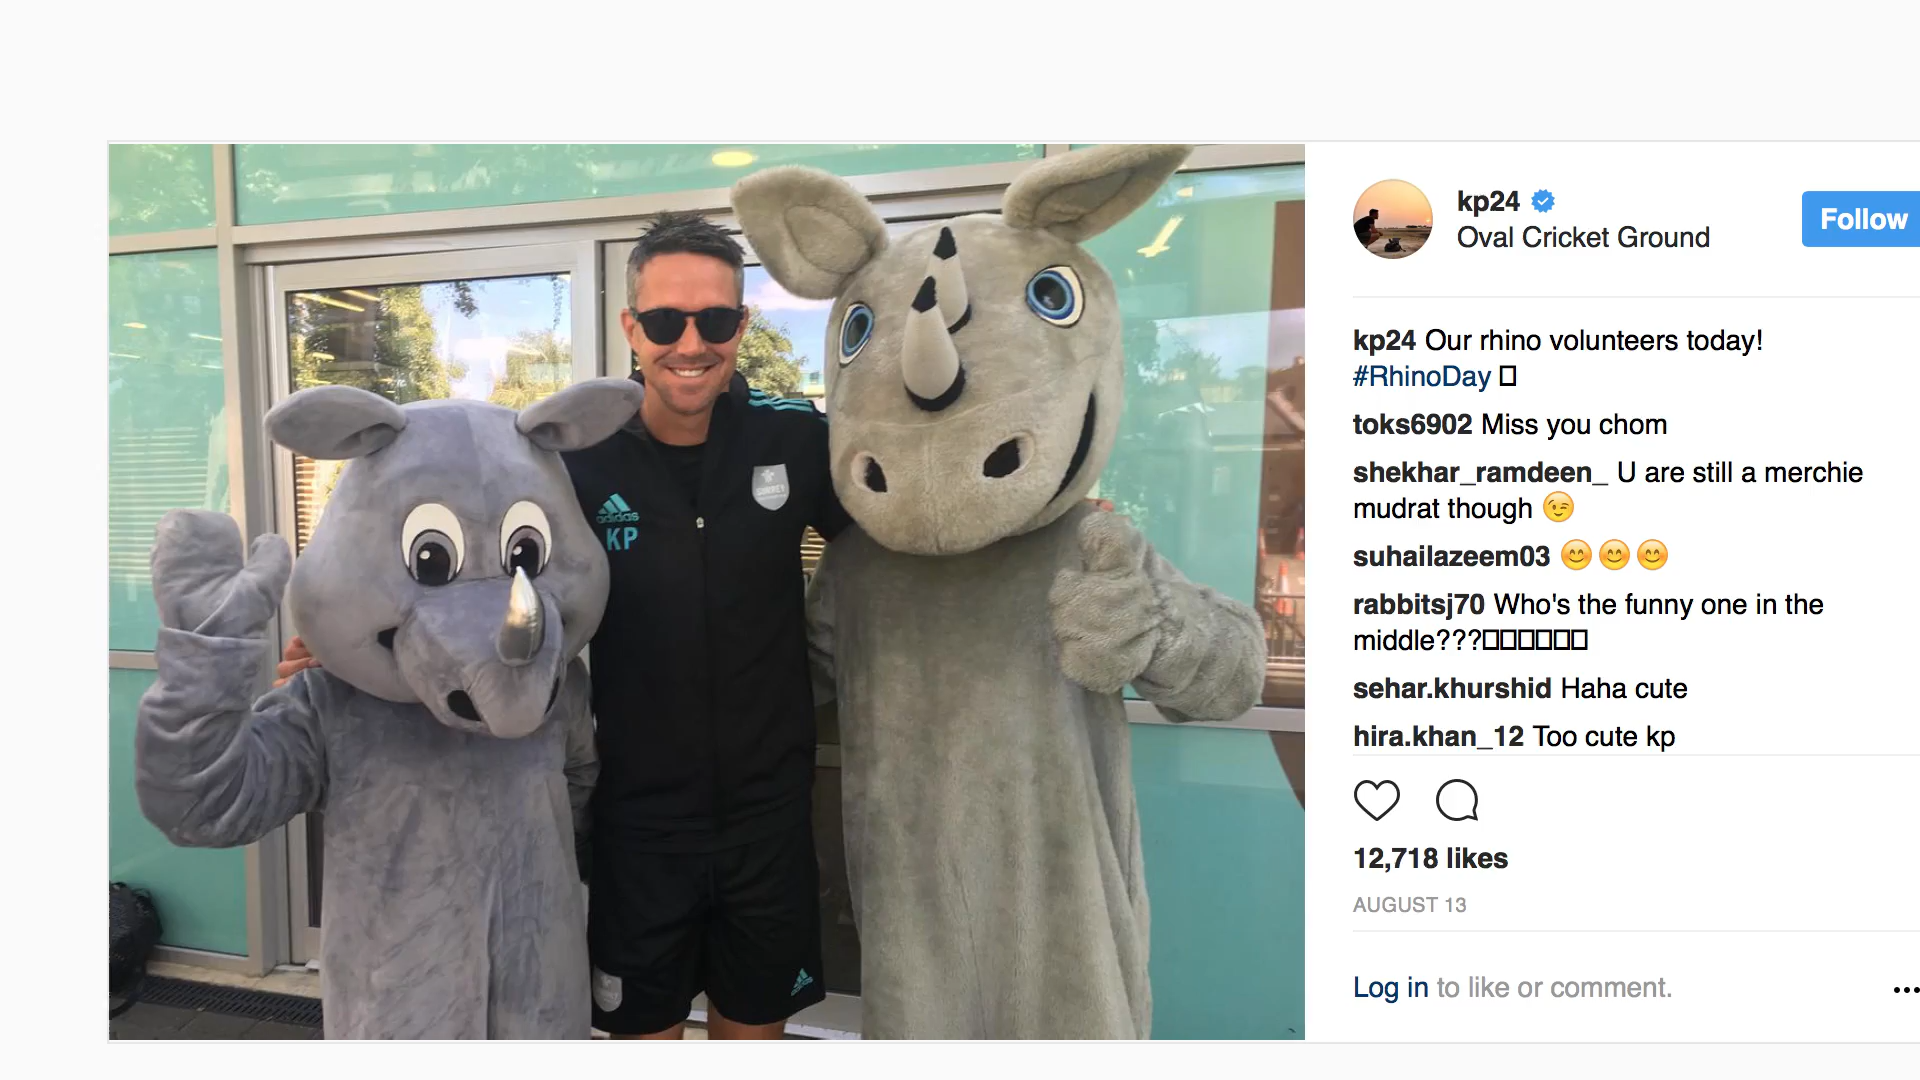 kp24
Oval Cricket Ground
Follow
kp24 Our rhino volunteers today!
#RhinoDay
toks6902 Miss you chom
shekhar_ramdeen_ U are still a merchie
mudrat though 😉
suhailazeem03 😊😊😊
rabbitsj70 Who's the funny one in the
middle???
sehar.khurshid Haha cute
hira.khan_12 Too cute kp
12,718 likes
AUGUST 13
Log in to like or comment.
adidas
KP
SURREY